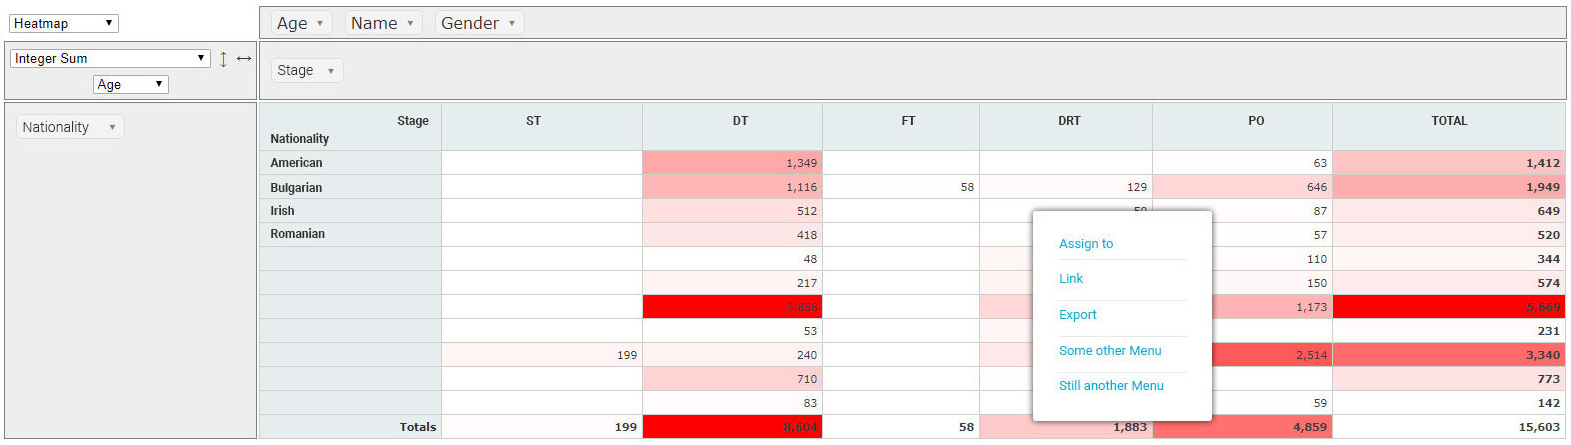 Heatmap
Age Name Gender
Integer Sum
Age
Stage
Nationality
Stage ST DT FT DRT PO TOTAL
Nationality
American 1,349 63 1,412
Bulgarian 1,116 58 129 646 1,949
Irish 512 50 87 649
Romanian 418 57 520
48 110 344
217 150 574
3,858 1,173 5,669
53 231
199 240 2,514 3,340
710 773
83 59 142
Totals 199 8,604 58 1,883 4,859 15,603
Assign to
Link
Export
Some other Menu
Still another Menu